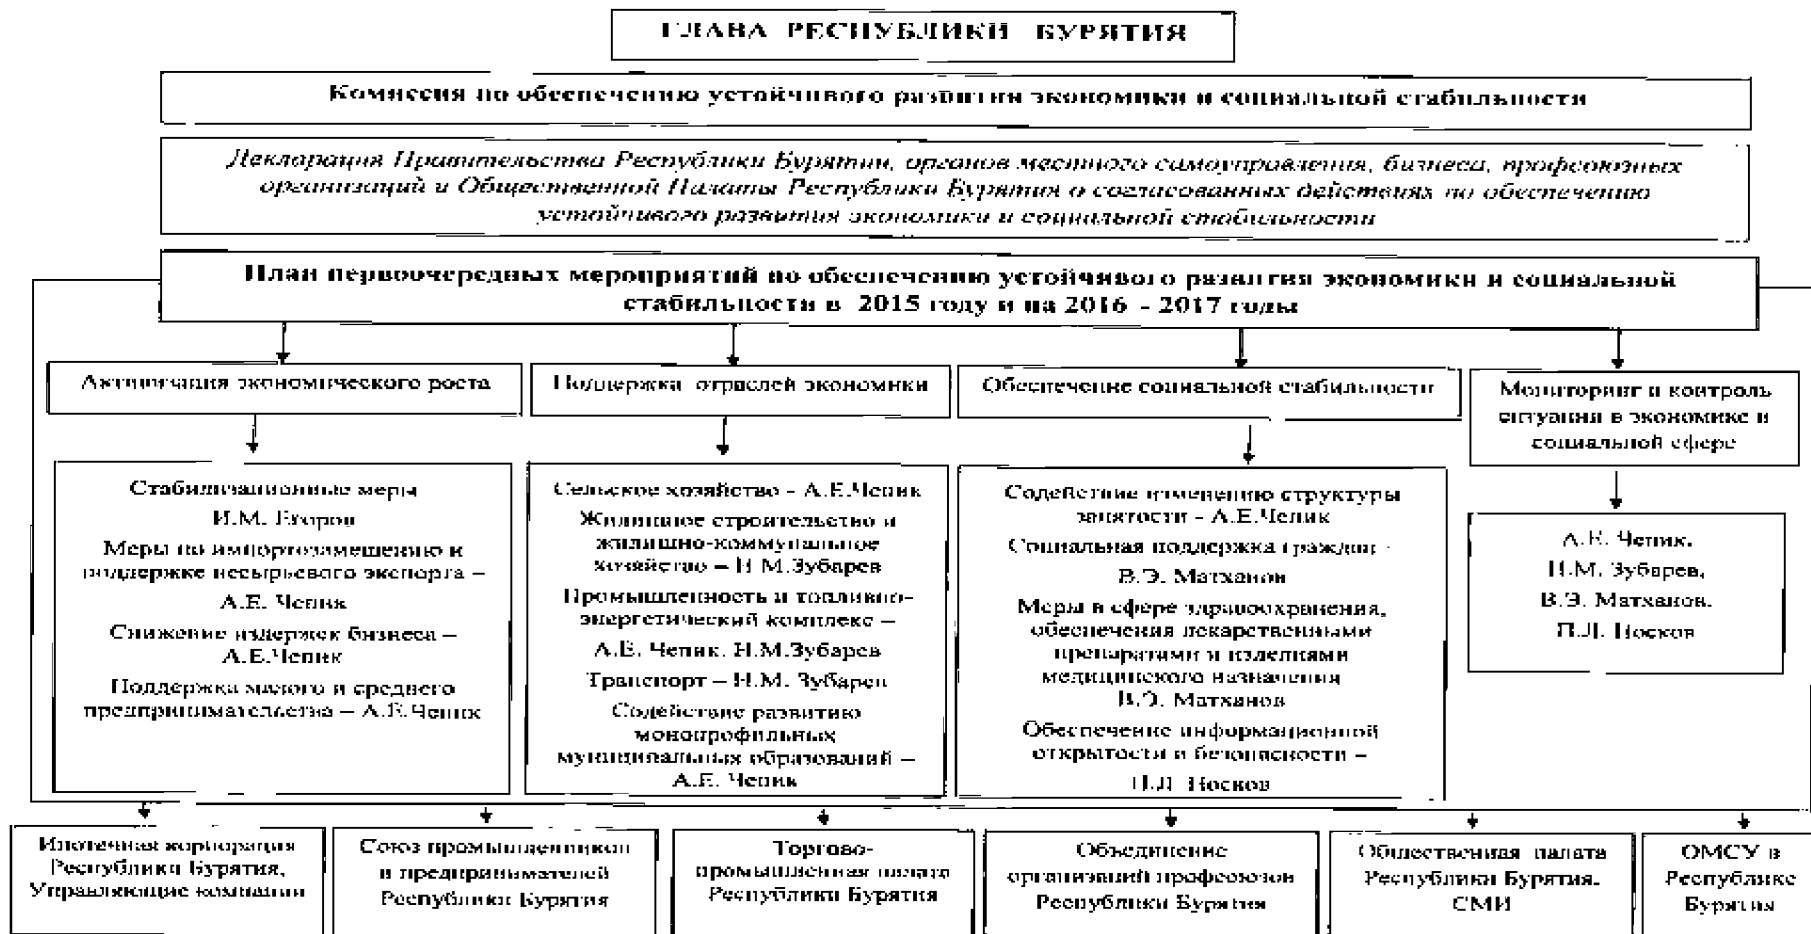 ГЛАВА РЕСПУБЛИКИ БУРЯТИЯ
Комиссия по обеспечению устойчивого развития экономики и социальной стабильности
Декларация Правительства Республики Бурятии, органов местного самоуправления, бизнеса, профсоюзных
организаций и Общественной Палаты Республики Бурятия о согласованных действиях по обеспечению
устойчивого развития экономики и социальной стабильности
План первоочередных мероприятий по обеспечению устойчивого развития экономики и социальной
стабильности в 2015 году и на 2016 - 2017 годы
Активизация экономического роста
Поддержка отраслей экономики
Обеспечение социальной стабильности
Мониторинг и контроль
ситуации в экономике и
социальной сфере
Стабилизационные меры
И.М. Егоров
Меры по импортозамещению и
поддержке несырьевого экспорта –
А.Е. Чепик
Снижение издержек бизнеса –
А.Е.Чепик
Поддержка малого и среднего
предпринимательства – А.Е.Чепик
Сельское хозяйство - А.Е.Чепик
Жилищное строительство и
жилищно-коммунальное
хозяйство – Н.М.Зубарев
Промышленность и топливно-
энергетический комплекс –
А.Е. Чепик, Н.М.Зубарев
Транспорт – Н.М. Зубарев
Содействие развитию
монопрофильных
муниципальных образований –
А.Е. Чепик
Содействие изменению структуры
занятости - А.Е.Чепик
Социальная поддержка граждан -
В.Э. Матханов
Меры в сфере здравоохранения,
обеспечения лекарственными
препаратами и изделиями
медицинского назначения
В.Э. Матханов
Обеспечение информационной
открытости и безопасности –
П.Л. Носков
А.Е. Чепик,
Н.М. Зубарев,
В.Э. Матханов,
П.Л. Носков
Ипотечная корпорация
Республики Бурятия,
Управляющие компании
Союз промышленников
и предпринимателей
Республики Бурятия
Торгово-
промышленная палата
Республики Бурятия
Объединение
организаций профсоюзов
Республики Бурятия
Общественная палата
Республики Бурятия,
СМИ
ОМСУ в
Республике
Бурятия